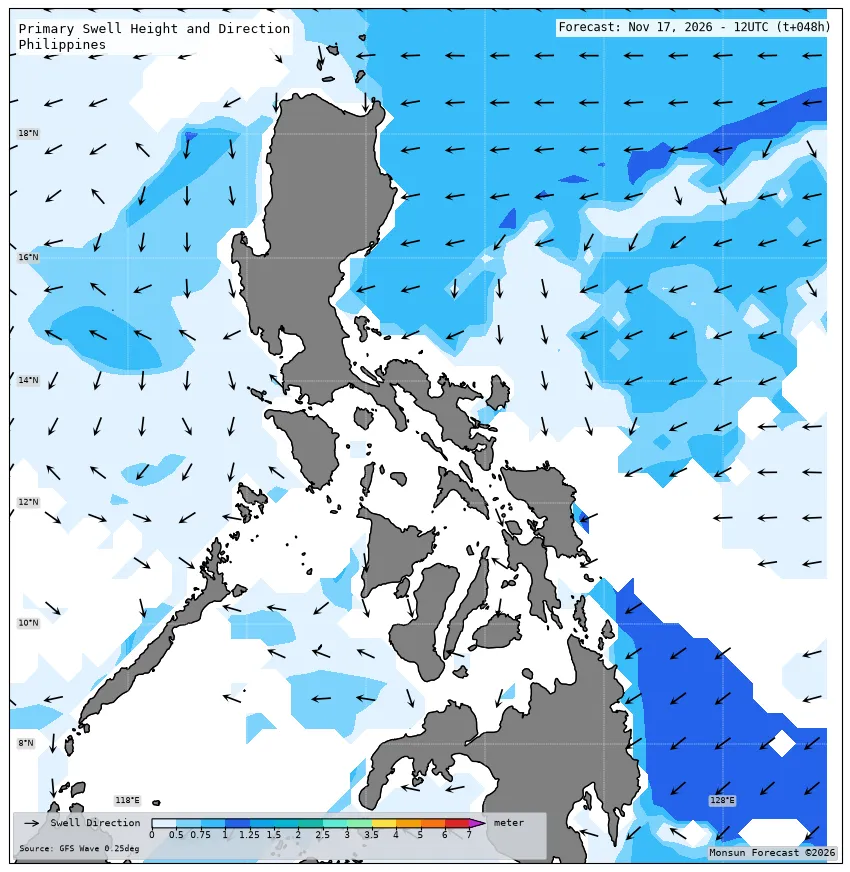 Primary Swell Height and Direction
Philippines
Forecast: Nov 17, 2026 - 12UTC (t+048h)
18°N
16°N
14°N
12°N
10°N
8°N
118°E
128°E
Swell Direction
0 0.5 0.75 1 1.25 1.5 2 2.5 3 3.5 4 5 6 7
meter
Source: GFS Wave 0.25deg
Monsun Forecast ©2026